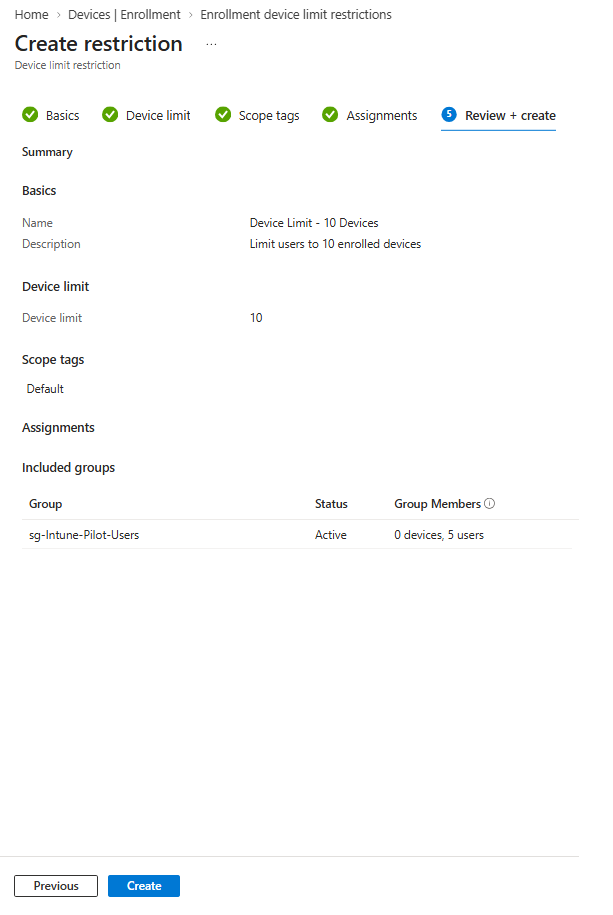 Home > Devices | Enrollment > Enrollment device limit restrictions
Create restriction ...
Device limit restriction
Basics Device limit Scope tags Assignments 5 Review + create
Summary
Basics
Name Device Limit - 10 Devices
Description Limit users to 10 enrolled devices
Device limit
Device limit 10
Scope tags
Default
Assignments
Included groups
Group Status Group Members
sg-Intune-Pilot-Users Active 0 devices, 5 users
Previous Create